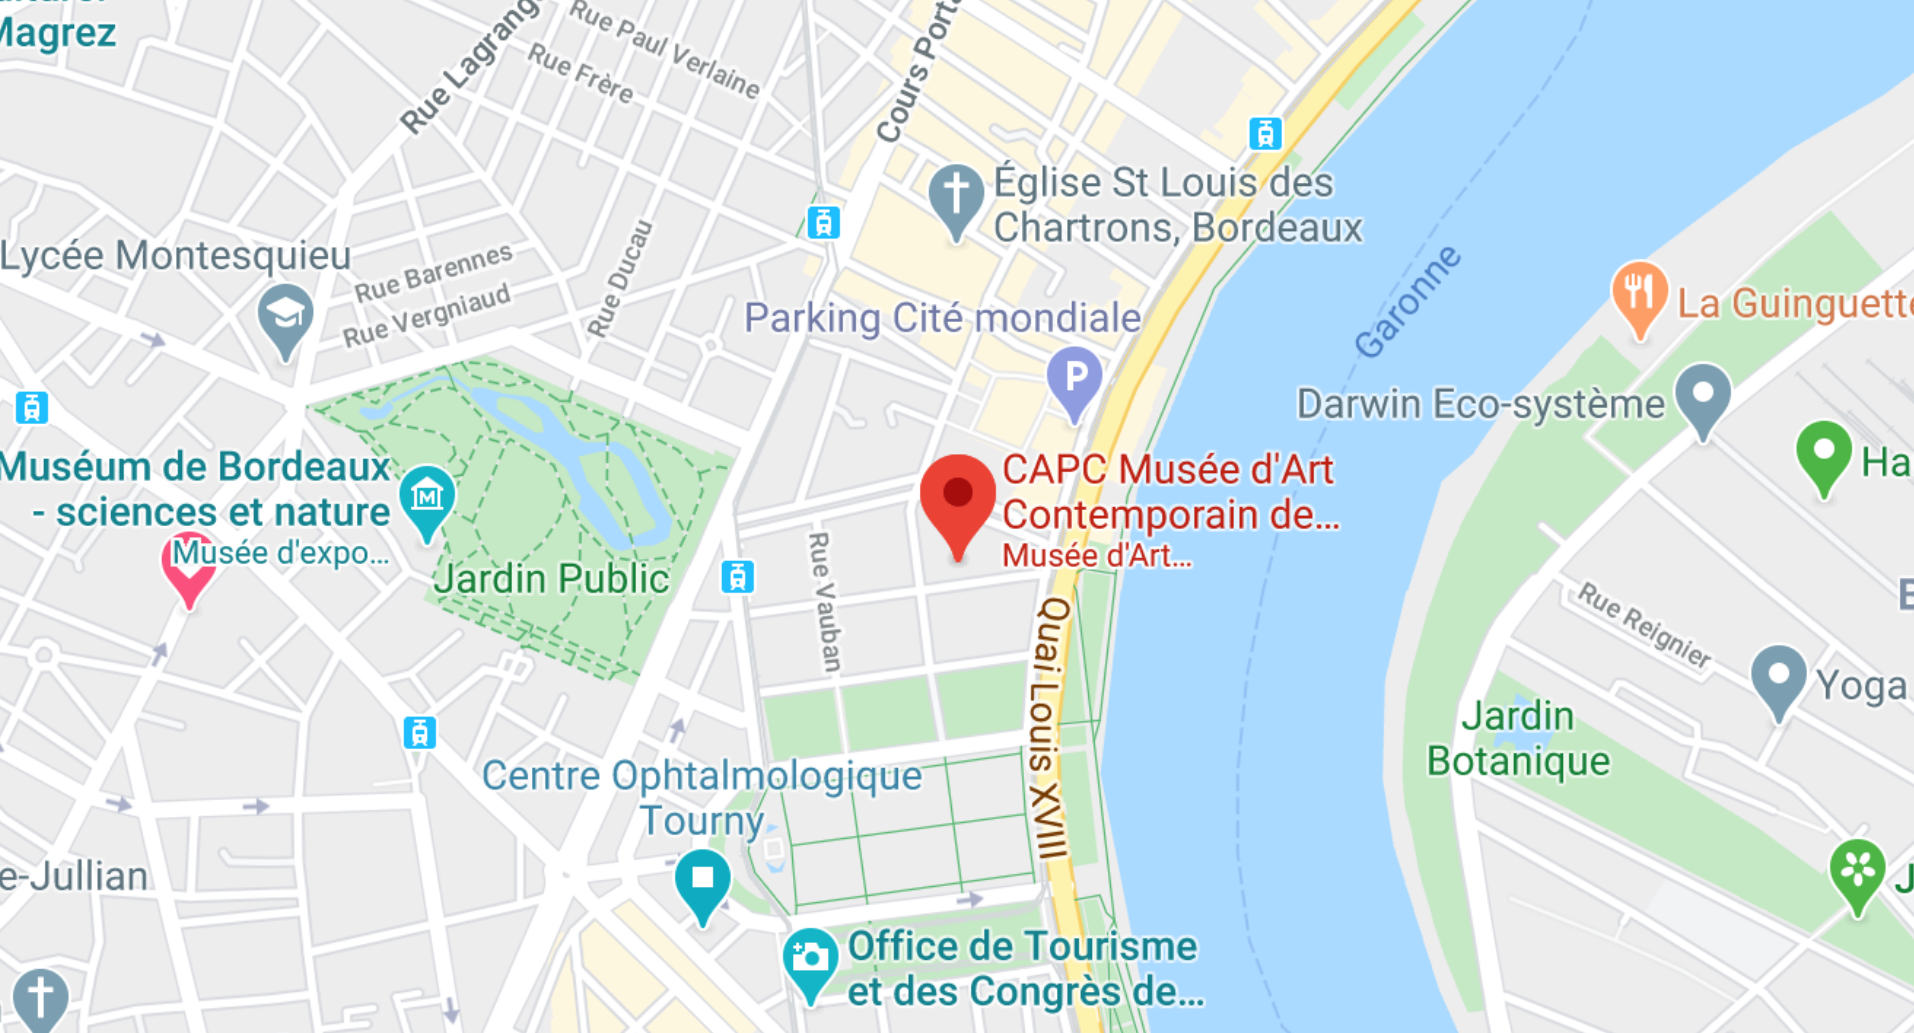 Magrez
Rue Lagrange
Rue Paul Verlaine
Rue Frère
Cours Porta
Église St Louis des
Chartrons, Bordeaux
Lycée Montesquieu
Rue Barennes
Rue Vergniaud
Rue Ducau
Parking Cité mondiale
P
Garonne
La Guinguette
Darwin Eco-système
Ha
Muséum de Bordeaux
- sciences et nature
Musée d'expo...
M
Jardin Public
CAPC Musée d'Art
Contemporain de...
Musée d'Art...
Rue Vauban
Quai Louis XVIII
Rue Reignier
Yoga
Jardin
Botanique
Centre Ophtalmologique
Tourny
e-Jullian
J
Office de Tourisme
et des Congrès de...